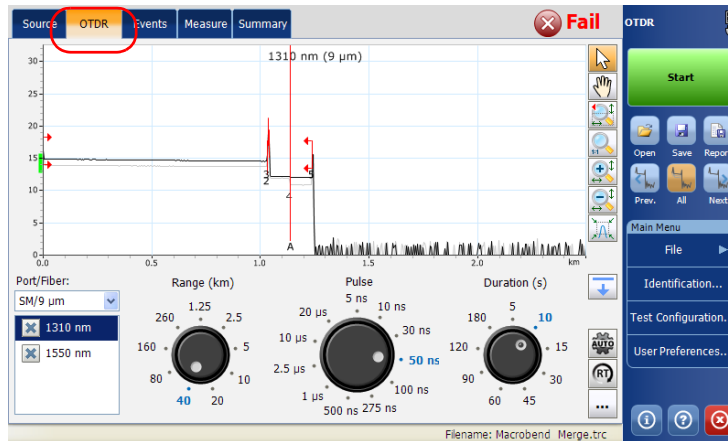 Source OTDR Events Measure Summary Fail OTDR
1310 nm (9 µm)
30
25
20
15
10
5
0
3
2
4
5
A
0.0 0.5 1.0 1.5 2.0 km
1:1
Start
Open Save Repor
Prev. All Next
Main Menu
File
Identification...
Test Configuration.
User Preferences..
Port/Fiber:
SM/9 µm
1310 nm
1550 nm
Range (km)
1.25
260 2.5
160 5
80 10
40 20
Pulse
5 ns
20 µs 10 ns
10 µs 30 ns
2.5 µs 50 ns
1 µs 100 ns
500 ns 275 ns
Duration (s)
5
180 10
120 15
90 30
60 45
AUTO
RT
...
Filename: Macrobend Merge.trc